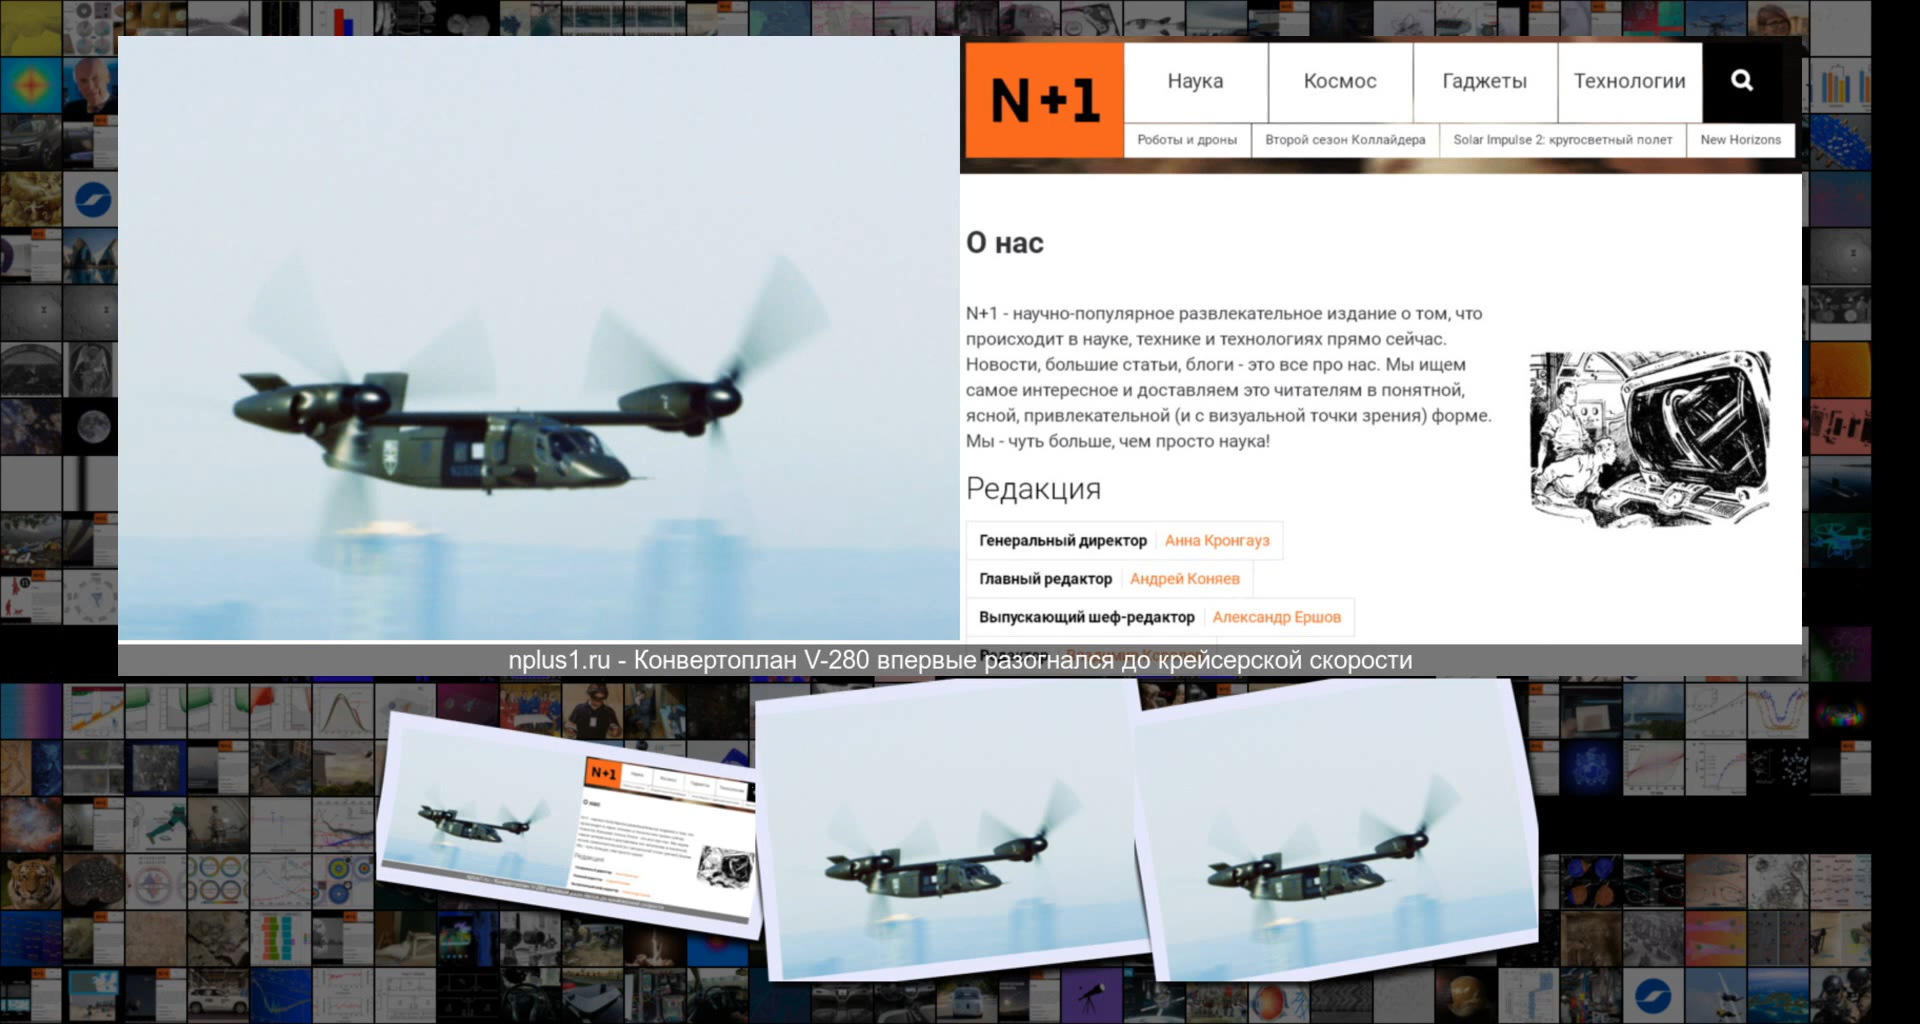 N+1
Наука
Космос
Гаджеты
Технологии
Роботы и дроны
Второй сезон Коллайдера
Solar Impulse 2: кругосветный полет
New Horizons
О нас
N+1 - научно-популярное развлекательное издание о том, что
происходит в науке, технике и технологиях прямо сейчас.
Новости, большие статьи, блоги - это все про нас. Мы ищем
самое интересное и доставляем это читателям в понятной,
ясной, привлекательной (и с визуальной точки зрения) форме.
Мы - чуть больше, чем просто наука!
Редакция
Генеральный директор Анна Кронгауз
Главный редактор Андрей Коняев
Выпускающий шеф-редактор Александр Ершов
Редактор
nplus1.ru - Конвертоплан V-280 впервые разогнался до крейсерской скорости
N+1
О нас
Редакция